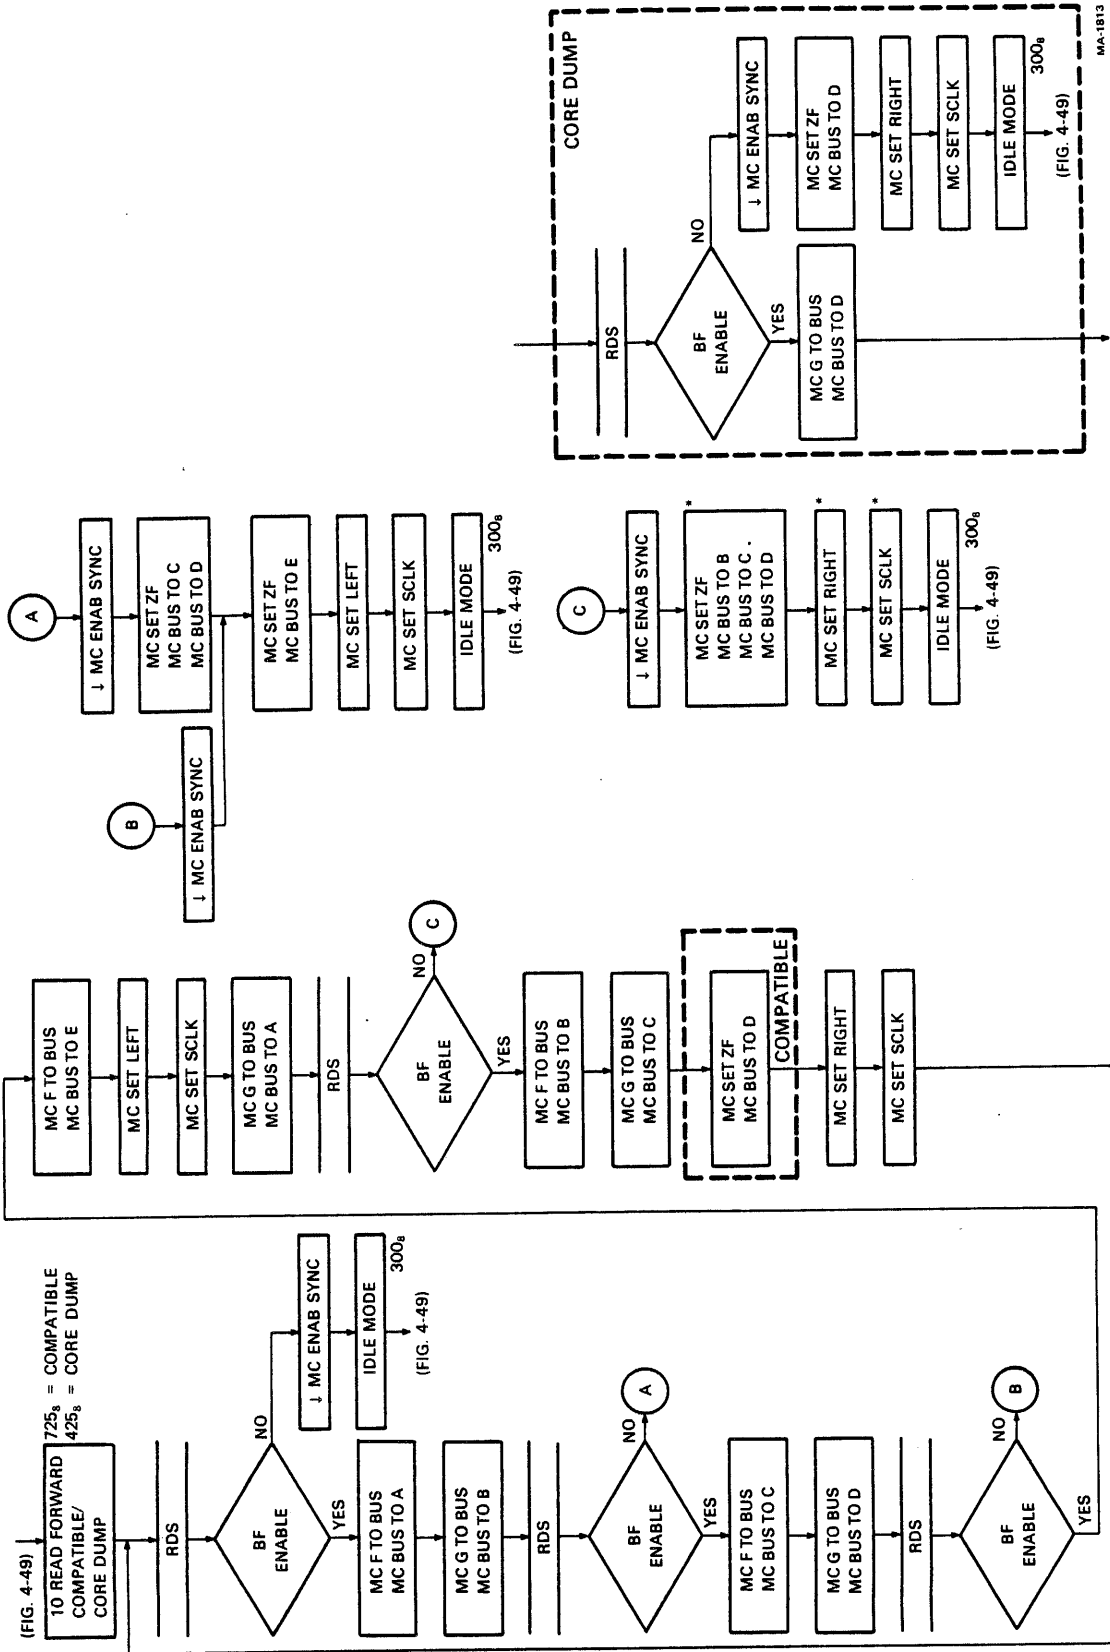 (FIG. 4-49)
10 READ FORWARD
COMPATIBLE/
CORE DUMP
725₈ = COMPATIBLE
425₈ = CORE DUMP
RDS
BF
ENABLE
NO
↓ MC ENAB SYNC
IDLE MODE
300₈
(FIG. 4-49)
YES
MC F TO BUS
MC BUS TO A
MC G TO BUS
MC BUS TO B
RDS
BF
ENABLE
NO
A
YES
MC F TO BUS
MC BUS TO C
MC G TO BUS
MC BUS TO D
RDS
BF
ENABLE
NO
B
YES
MC F TO BUS
MC BUS TO E
MC SET LEFT
MC SET SCLK
MC G TO BUS
MC BUS TO A
RDS
BF
ENABLE
NO
C
YES
MC F TO BUS
MC BUS TO B
MC G TO BUS
MC BUS TO C
MC SET ZF
MC BUS TO D
COMPATIBLE
MC SET RIGHT
MC SET SCLK
A
↓ MC ENAB SYNC
MC SET ZF
MC BUS TO C
MC BUS TO D
B
↓ MC ENAB SYNC
MC SET ZF
MC BUS TO E
MC SET LEFT
MC SET SCLK
IDLE MODE
300₈
(FIG. 4-49)
C
↓ MC ENAB SYNC
MC SET ZF *
MC BUS TO B
MC BUS TO C.
MC BUS TO D
MC SET RIGHT *
MC SET SCLK *
IDLE MODE
300₈
(FIG. 4-49)
CORE DUMP
RDS
BF
ENABLE
NO
↓ MC ENAB SYNC
MC SET ZF
MC BUS TO D
MC SET RIGHT
MC SET SCLK
IDLE MODE
300₈
(FIG. 4-49)
YES
MC G TO BUS
MC BUS TO D
MA-1813